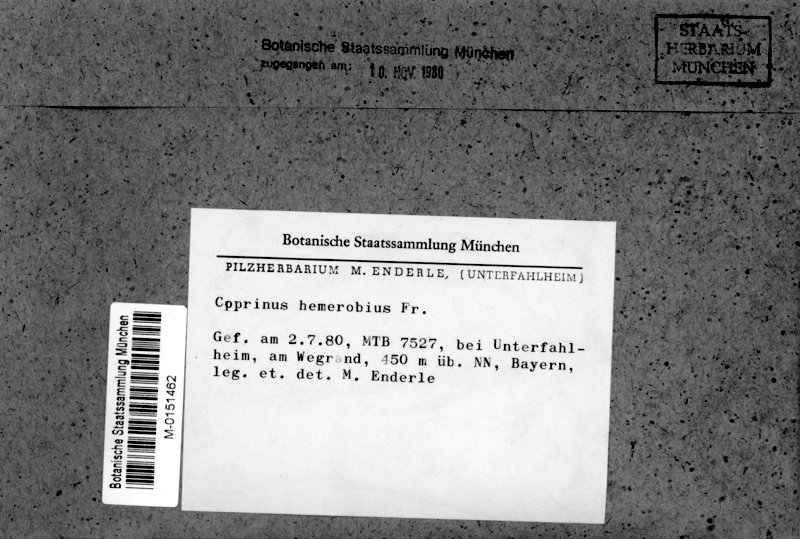 Botanische Staatssammlung München
zugegangen am: 10. NOV. 1980
STAATS-
HERBARIUM
MÜNCHEN
Botanische Staatssammlung München
PILZHERBARIUM M. ENDERLE, (UNTERFAHLHEIM)
Coprinus hemerobius Fr.
Gef. am 2.7.80, MTB 7527, bei Unterfahl-
heim, am Wegrand, 450 m üb. NN, Bayern,
leg. et. det. M. Enderle
Botanische Staatssammlung München
M-0151462